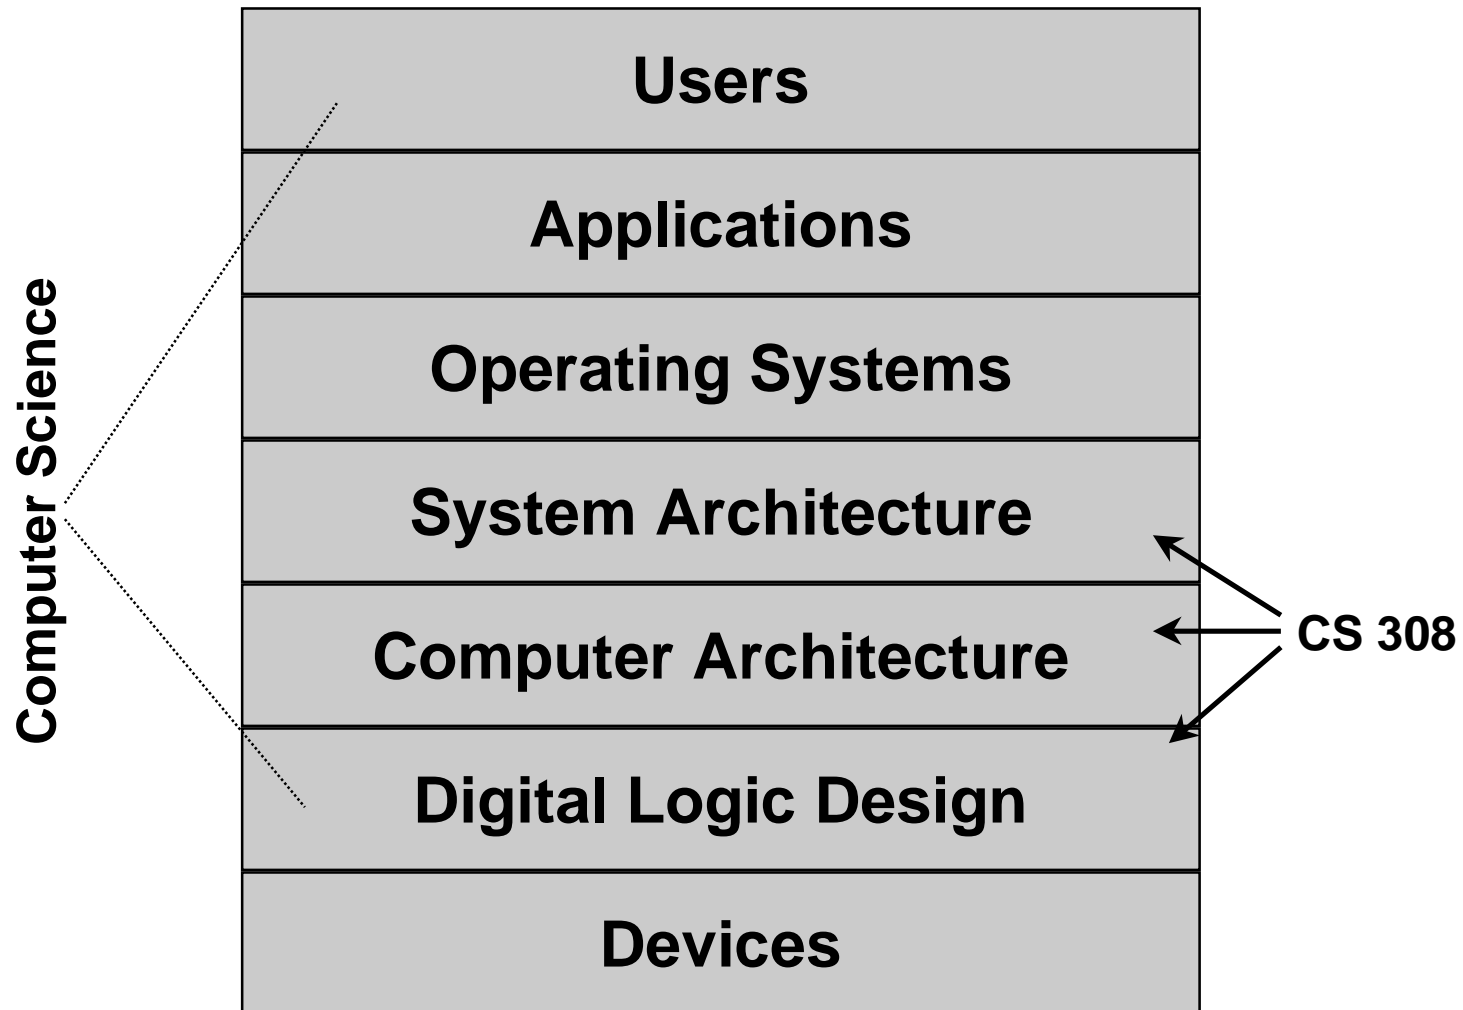 Users
Applications
Operating Systems
System Architecture
Computer Architecture
Digital Logic Design
Devices
Computer Science
CS 308